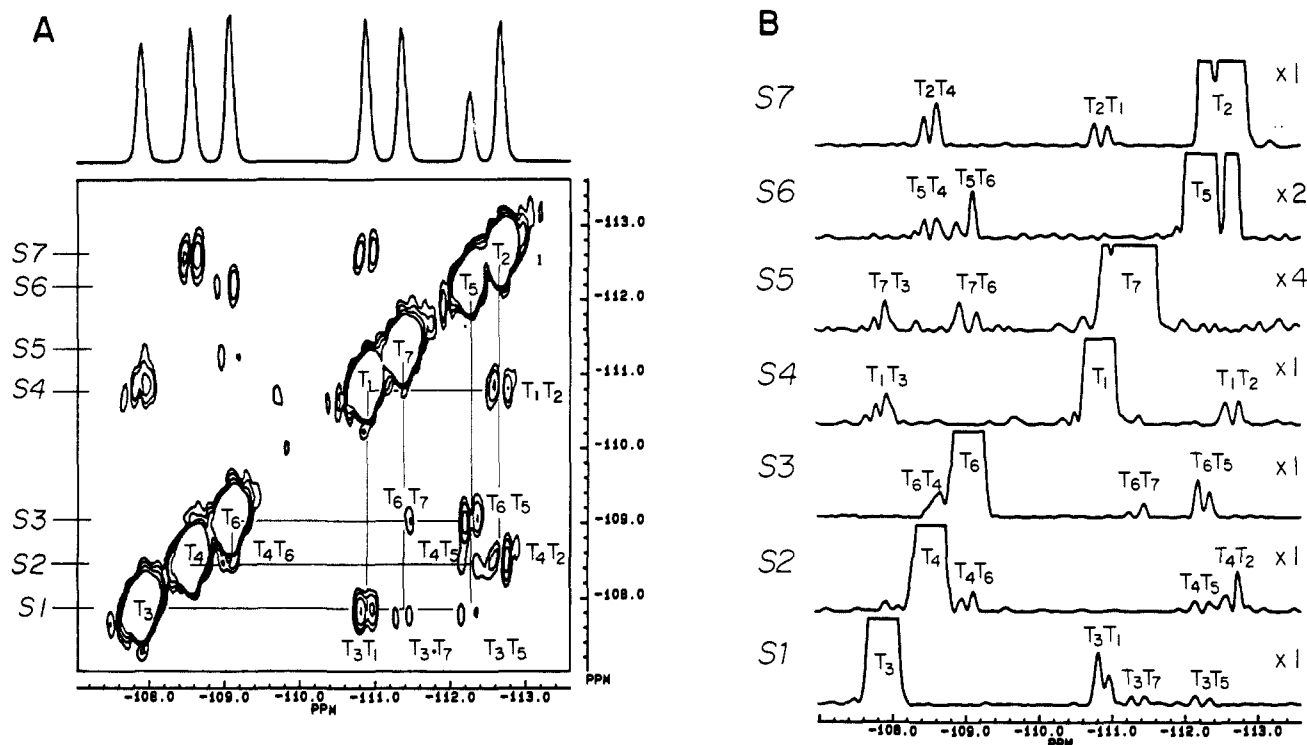 A
S7
S6
S5
S4
S3
S2
S1
T2
T5
T7
T1
T1T2
T6
T6T7
T6T5
T4
T4T6
T4T5
T4T2
T3
T3T1
T3·T7
T3T5
-113.0
-112.0
-111.0
-110.0
-109.0
-108.0
PPM
-108.0 -109.0 -110.0 -111.0 -112.0 -113.0
PPM
B
S7 T2T4 T2T1 T2 x1
S6 T5T4 T5T6 T5 x2
S5 T7T3 T7T6 T7 x4
S4 T1T3 T1 T1T2 x1
S3 T6T4 T6 T6T7 T6T5 x1
S2 T4 T4T6 T4T5 T4T2 x1
S1 T3 T3T1 T3T7 T3T5 x1
-108.0 -109.0 -110.0 -111.0 -112.0 -113.0
PPM